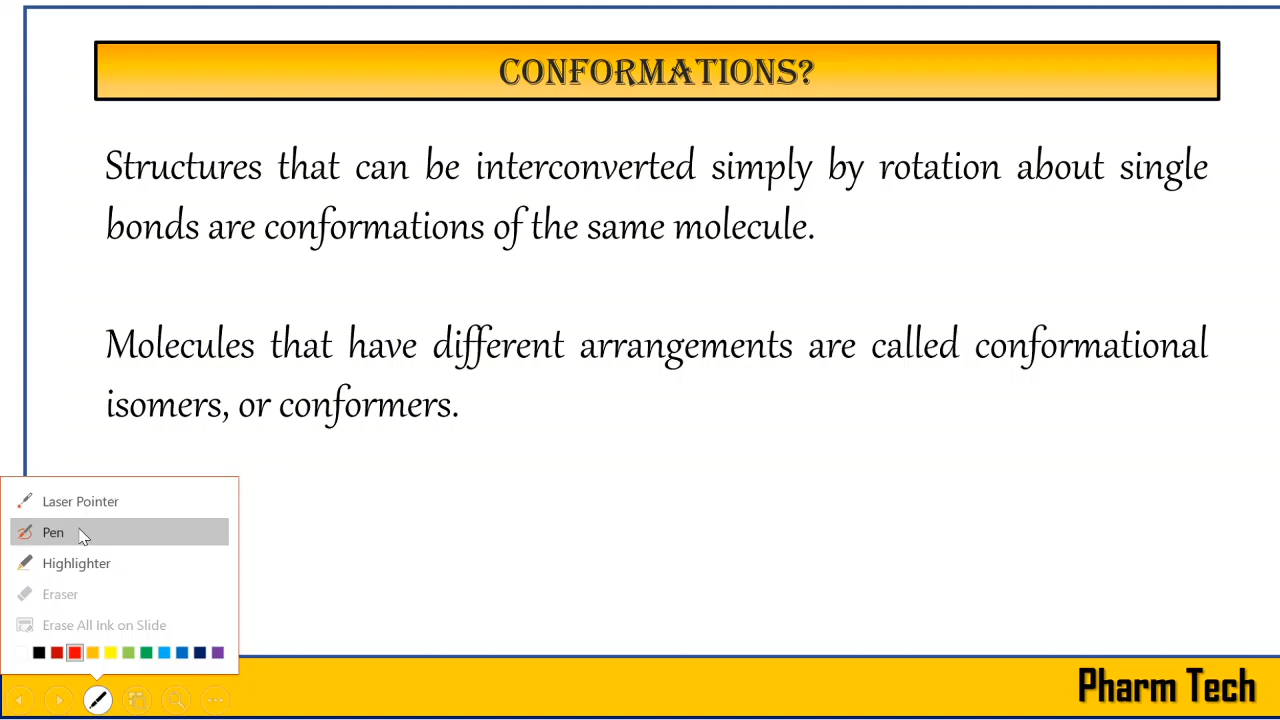 CONFORMATIONS?
Structures that can be interconverted simply by rotation about single
bonds are conformations of the same molecule.
Molecules that have different arrangements are called conformational
isomers, or conformers.
Laser Pointer
Pen
Highlighter
Eraser
Erase All Ink on Slide
Pharm Tech